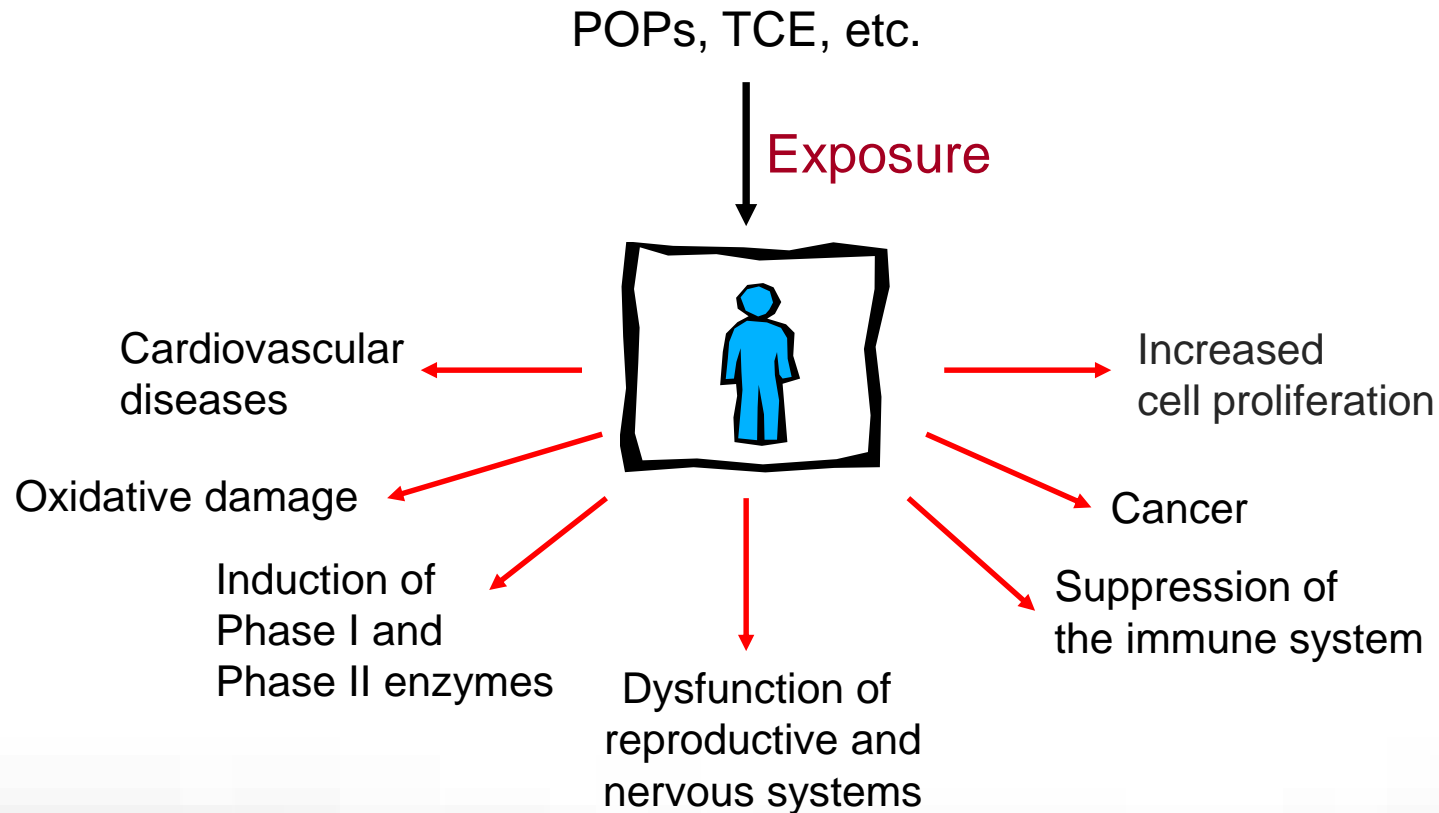 POPs, TCE, etc.
Exposure
Cardiovascular
diseases
Increased
cell proliferation
Oxidative damage
Cancer
Induction of
Phase I and
Phase II enzymes
Suppression of
the immune system
Dysfunction of
reproductive and
nervous systems